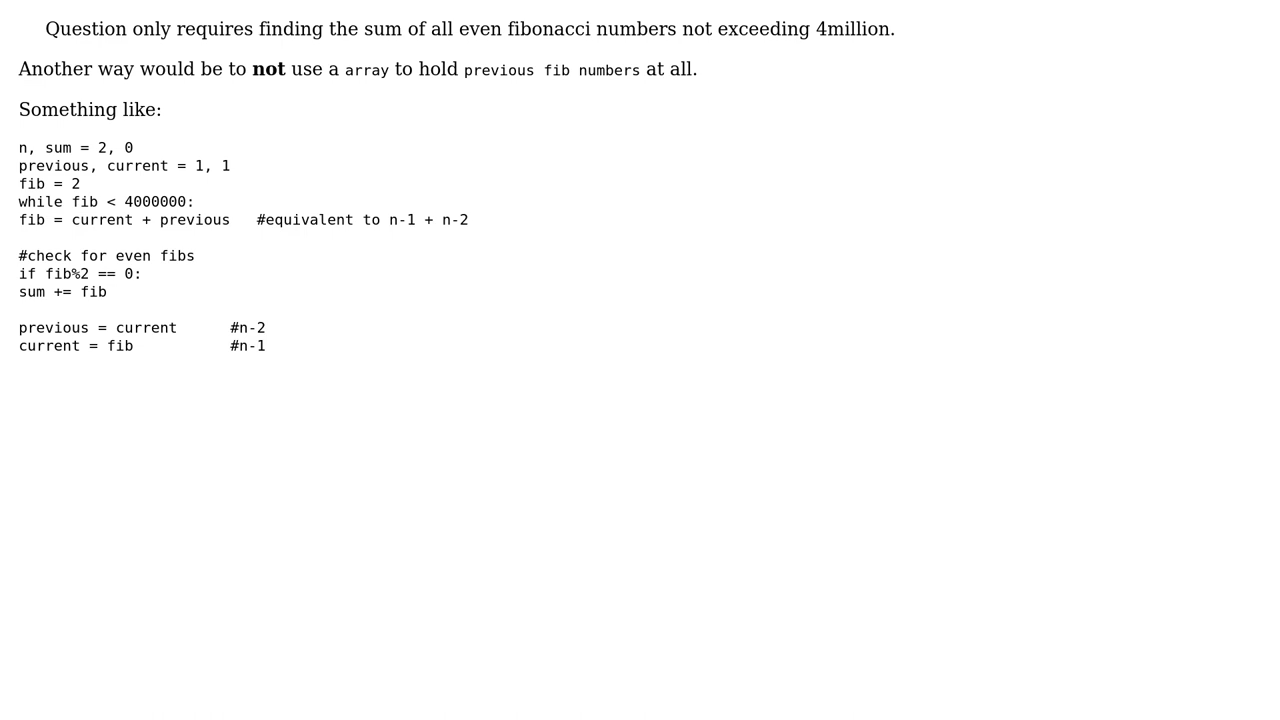 Question only requires finding the sum of all even fibonacci numbers not exceeding 4million.
Another way would be to not use a array to hold previous fib numbers at all.
Something like:
n, sum = 2, 0
previous, current = 1, 1
fib = 2
while fib < 4000000:
fib = current + previous   #equivalent to n-1 + n-2
#check for even fibs
if fib%2 == 0:
sum += fib
previous = current      #n-2
current = fib           #n-1